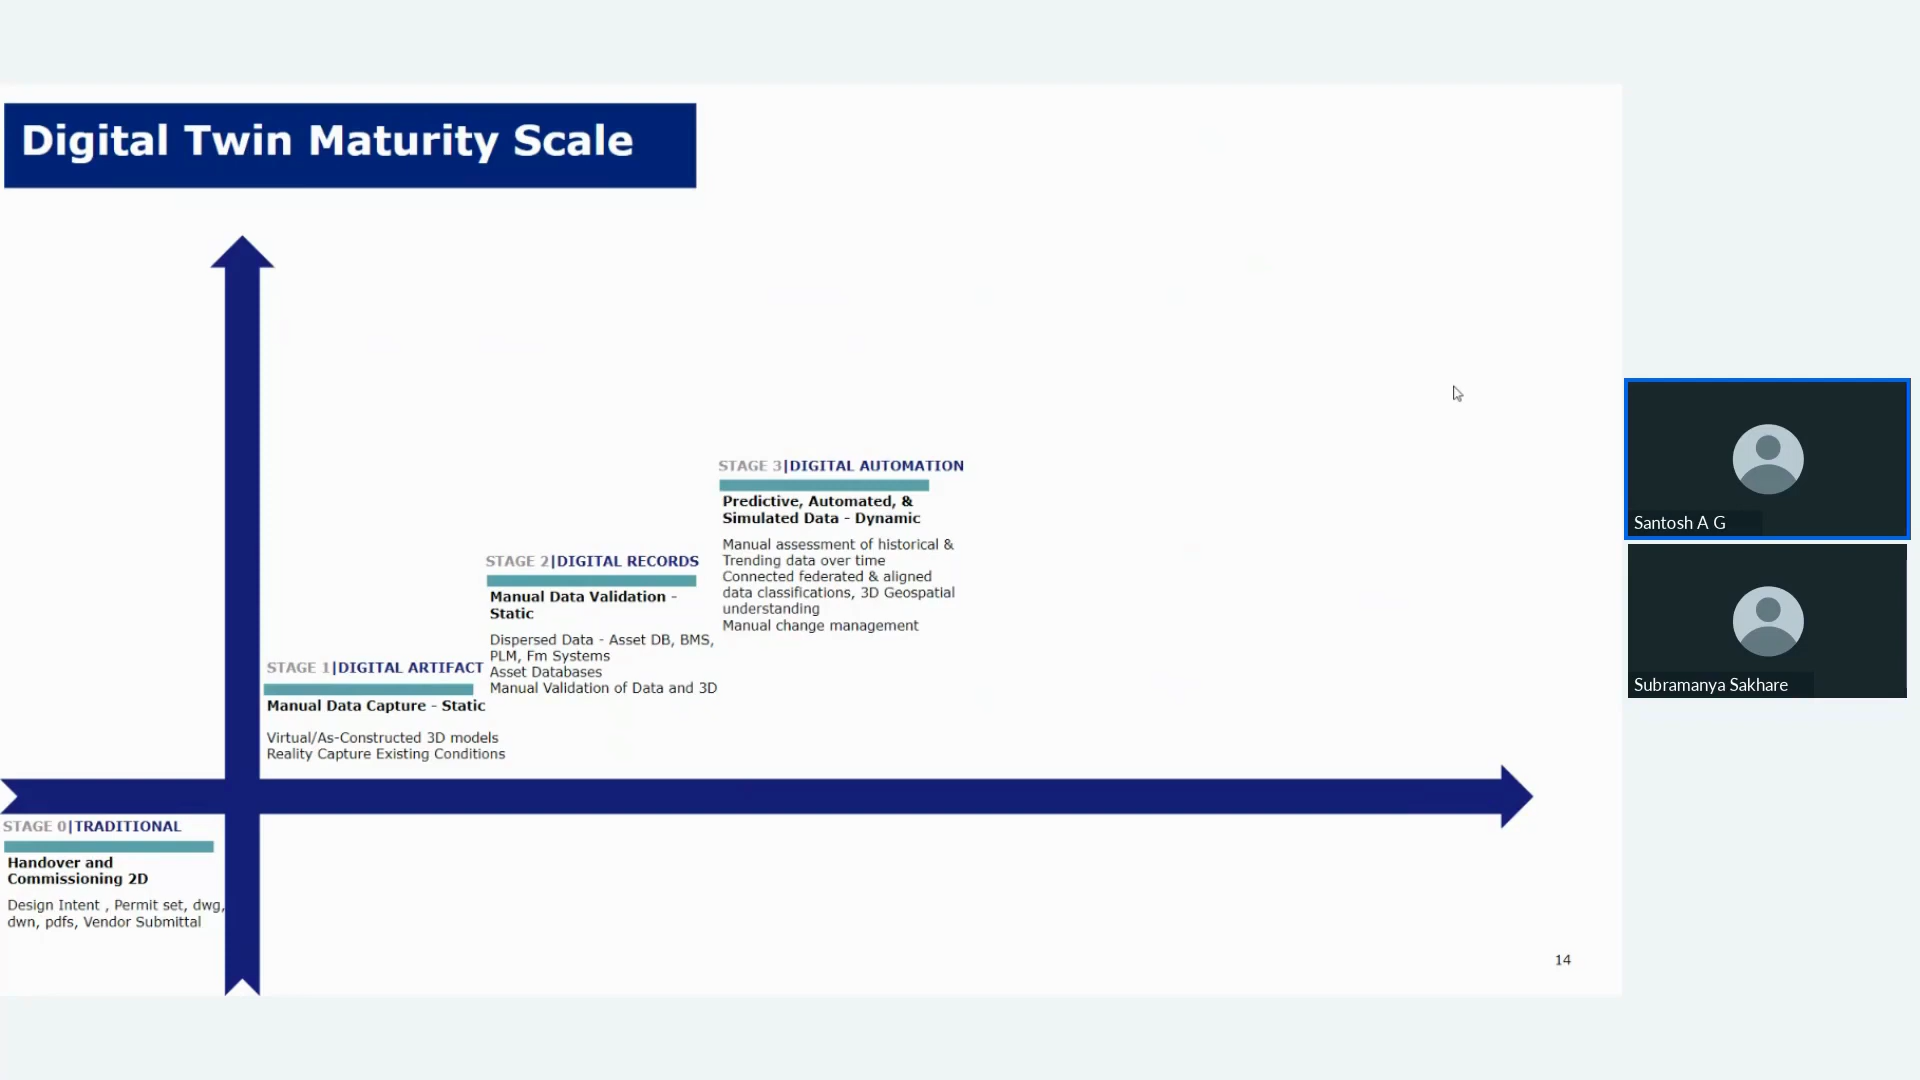 Digital Twin Maturity Scale
STAGE 3|DIGITAL AUTOMATION
Predictive, Automated, &
Simulated Data - Dynamic
Manual assessment of historical &
Trending data over time
Connected federated & aligned
data classifications, 3D Geospatial
understanding
Manual change management
STAGE 2|DIGITAL RECORDS
Manual Data Validation -
Static
Dispersed Data - Asset DB, BMS,
PLM, Fm Systems
Asset Databases
Manual Validation of Data and 3D
STAGE 1|DIGITAL ARTIFACT
Manual Data Capture - Static
Virtual/As-Constructed 3D models
Reality Capture Existing Conditions
STAGE 0|TRADITIONAL
Handover and
Commissioning 2D
Design Intent , Permit set, dwg,
dwn, pdfs, Vendor Submittal
14
Santosh A G
Subramanya Sakhare